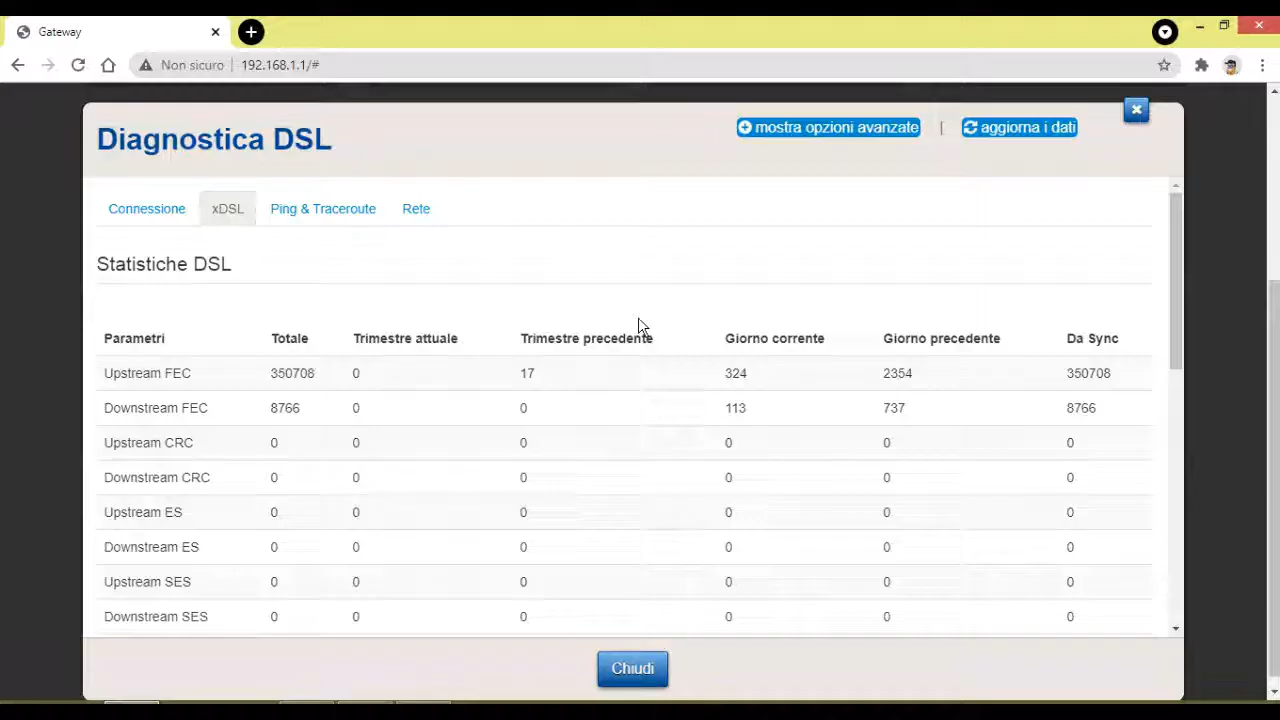 Gateway
Non sicuro 192.168.1.1/#
Diagnostica DSL
mostra opzioni avanzate | aggiorna i dati
Connessione xDSL Ping & Traceroute Rete
Statistiche DSL
Parametri Totale Trimestre attuale Trimestre precedente Giorno corrente Giorno precedente Da Sync
Upstream FEC 350708 0 17 324 2354 350708
Downstream FEC 8766 0 0 113 737 8766
Upstream CRC 0 0 0 0 0 0
Downstream CRC 0 0 0 0 0 0
Upstream ES 0 0 0 0 0 0
Downstream ES 0 0 0 0 0 0
Upstream SES 0 0 0 0 0 0
Downstream SES 0 0 0 0 0 0
Chiudi